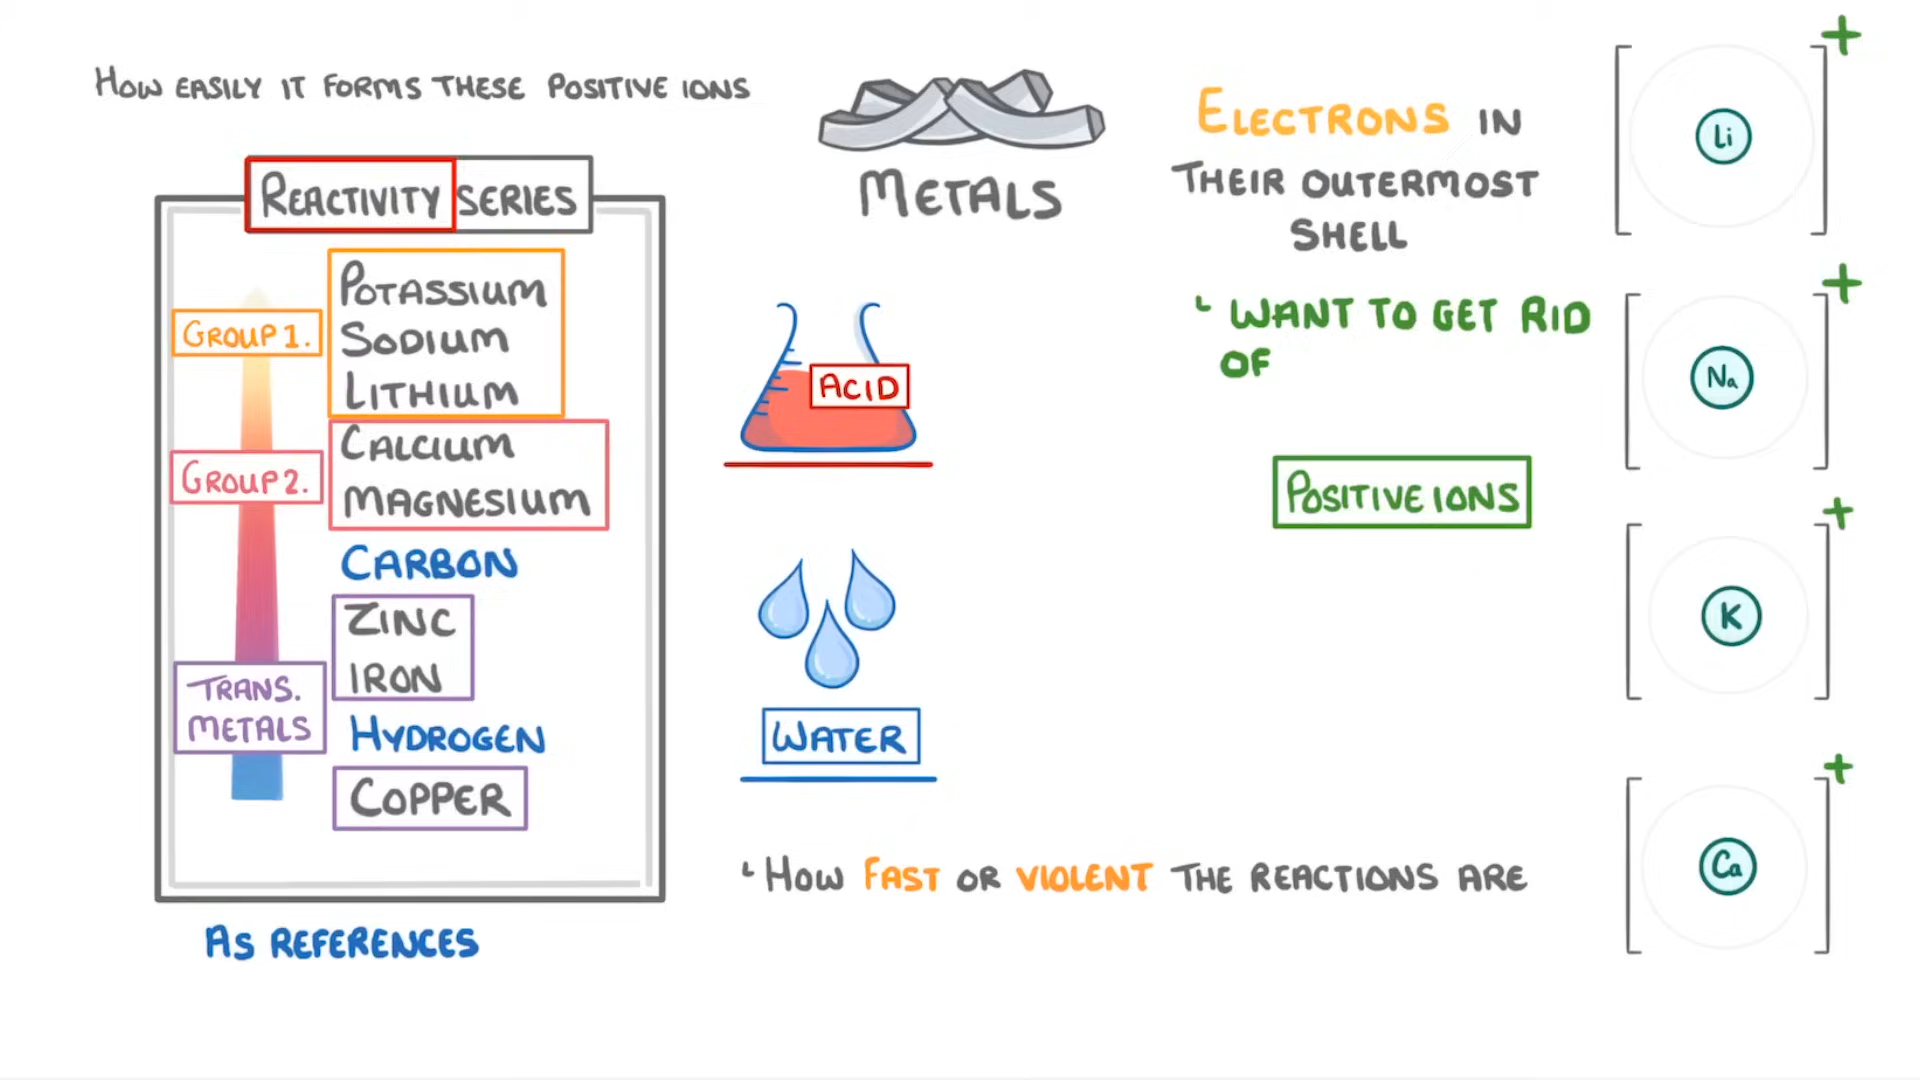 HOW EASILY IT FORMS THESE POSITIVE IONS
REACTIVITY SERIES
GROUP 1.
POTASSIUM
SODIUM
LITHIUM
GROUP 2.
CALCIUM
MAGNESIUM
CARBON
ZINC
IRON
TRANS.
METALS
HYDROGEN
COPPER
AS REFERENCES
METALS
ACID
WATER
HOW FAST OR VIOLENT THE REACTIONS ARE
ELECTRONS IN
THEIR OUTERMOST
SHELL
WANT TO GET RID
OF
POSITIVE IONS
Li
+
Na
+
K
+
Ca
+